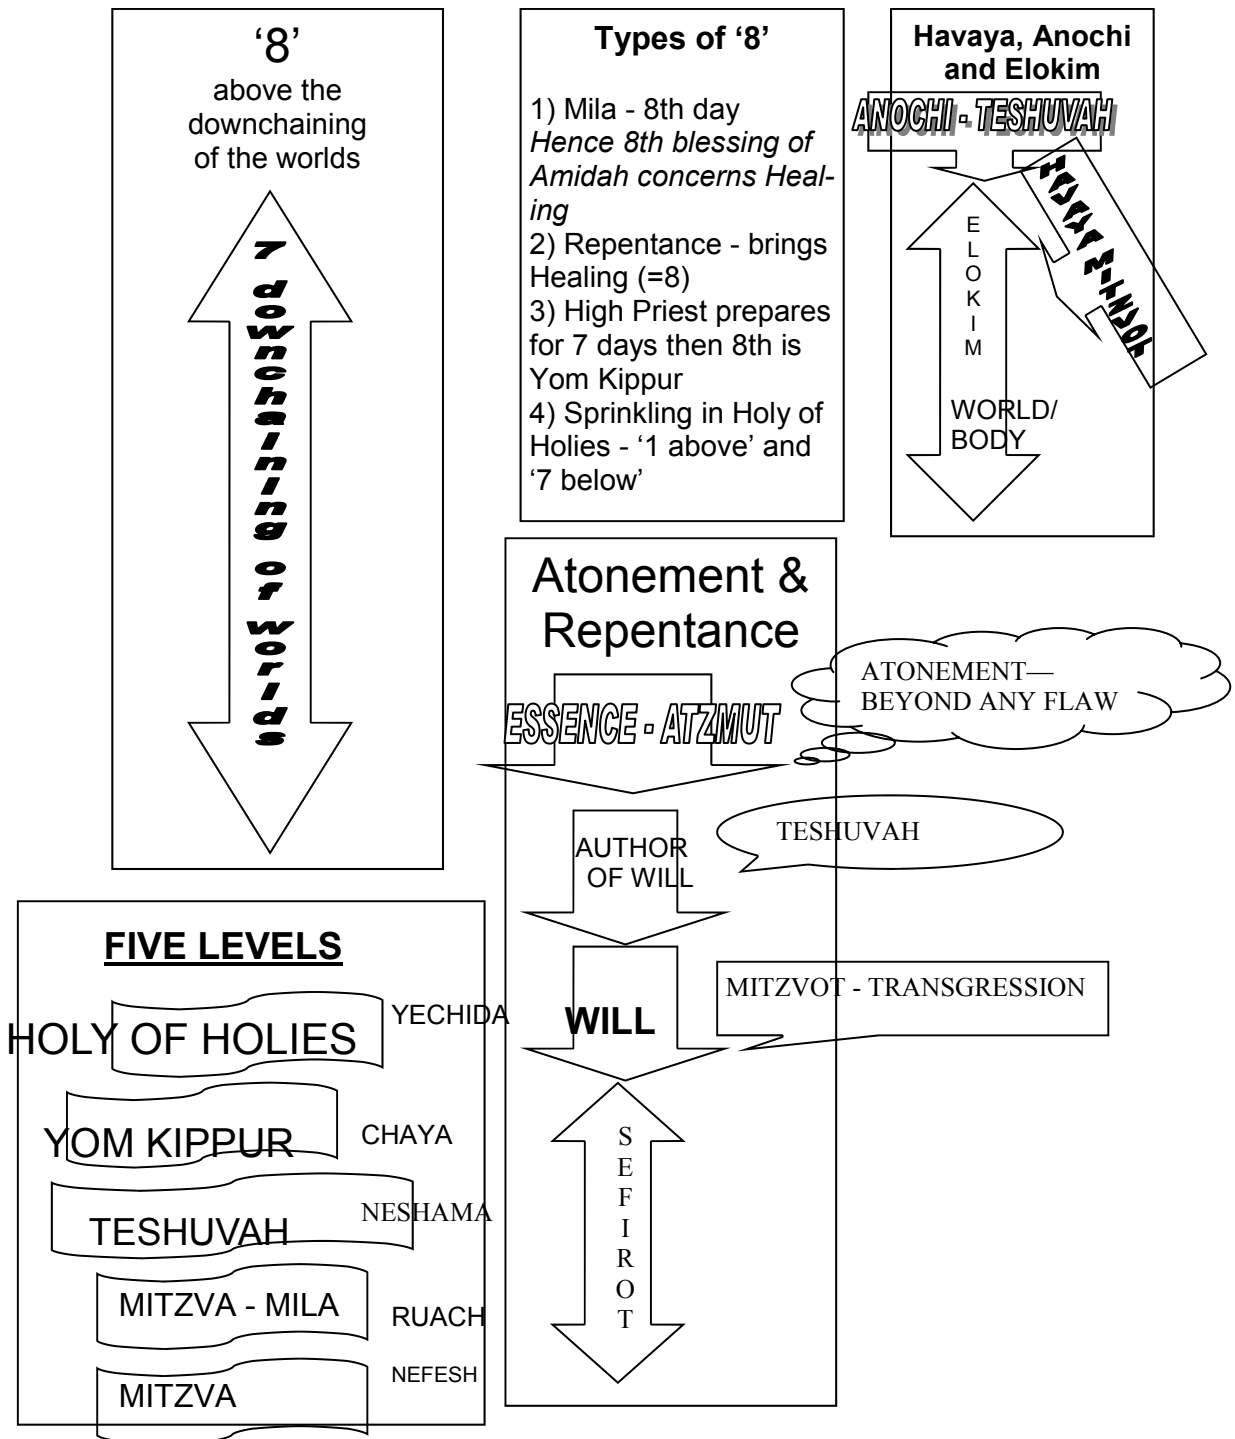 ‘8’
above the
downchaining
of the worlds
7 downchaining of worlds
Types of ‘8’
1) Mila - 8th day
Hence 8th blessing of
Amidah concerns Heal-
ing
2) Repentance - brings
Healing (=8)
3) High Priest prepares
for 7 days then 8th is
Yom Kippur
4) Sprinkling in Holy of
Holies - ‘1 above’ and
‘7 below’
Havaya, Anochi
and Elokim
ANOCHI - TESHUVAH
HAVAYA MITZVOT
ELOKIM
WORLD/
BODY
Atonement &
Repentance
ESSENCE - ATZMUT
ATONEMENT—
BEYOND ANY FLAW
AUTHOR
OF WILL
TESHUVAH
WILL
MITZVOT - TRANSGRESSION
SEFIROT
FIVE LEVELS
HOLY OF HOLIES
YECHIDA
YOM KIPPUR
CHAYA
TESHUVAH
NESHAMA
MITZVA - MILA
RUACH
MITZVA
NEFESH